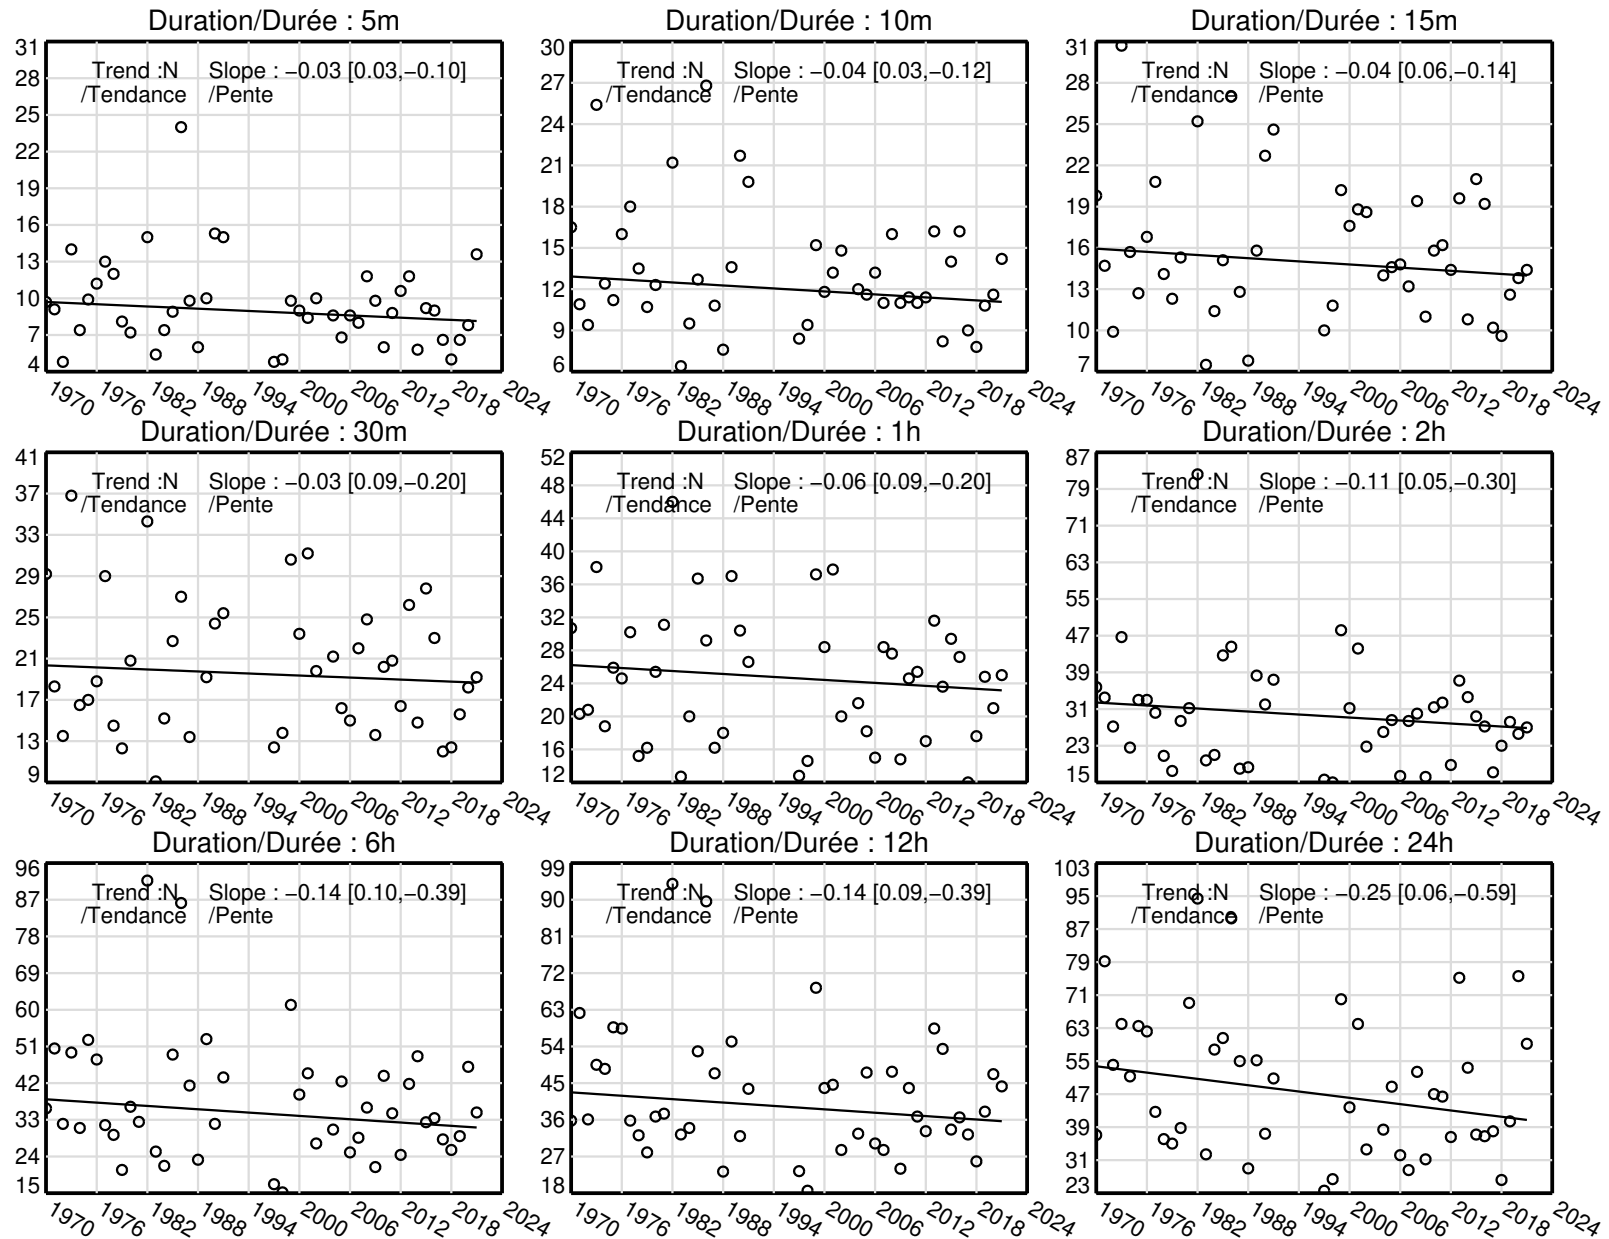 Duration/Durée : 5m
Trend :N Slope : −0.03 [0.03,−0.10]
/Tendance /Pente
31
28
25
22
19
16
13
10
7
4
1970 1976 1982 1988 1994 2000 2006 2012 2018 2024
Duration/Durée : 10m
Trend :N Slope : −0.04 [0.03,−0.12]
/Tendance /Pente
30
27
24
21
18
15
12
9
6
1970 1976 1982 1988 1994 2000 2006 2012 2018 2024
Duration/Durée : 15m
Trend :N Slope : −0.04 [0.06,−0.14]
/Tendance /Pente
31
28
25
22
19
16
13
10
7
1970 1976 1982 1988 1994 2000 2006 2012 2018 2024
Duration/Durée : 30m
Trend :N Slope : −0.03 [0.09,−0.20]
/Tendance /Pente
41
37
33
29
25
21
17
13
9
1970 1976 1982 1988 1994 2000 2006 2012 2018 2024
Duration/Durée : 1h
Trend :N Slope : −0.06 [0.09,−0.20]
/Tendance /Pente
52
48
44
40
36
32
28
24
20
16
12
1970 1976 1982 1988 1994 2000 2006 2012 2018 2024
Duration/Durée : 2h
Trend :N Slope : −0.11 [0.05,−0.30]
/Tendance /Pente
87
79
71
63
55
47
39
31
23
15
1970 1976 1982 1988 1994 2000 2006 2012 2018 2024
Duration/Durée : 6h
Trend :N Slope : −0.14 [0.10,−0.39]
/Tendance /Pente
96
87
78
69
60
51
42
33
24
15
1970 1976 1982 1988 1994 2000 2006 2012 2018 2024
Duration/Durée : 12h
Trend :N Slope : −0.14 [0.09,−0.39]
/Tendance /Pente
99
90
81
72
63
54
45
36
27
18
1970 1976 1982 1988 1994 2000 2006 2012 2018 2024
Duration/Durée : 24h
Trend :N Slope : −0.25 [0.06,−0.59]
/Tendance /Pente
103
95
87
79
71
63
55
47
39
31
23
1970 1976 1982 1988 1994 2000 2006 2012 2018 2024